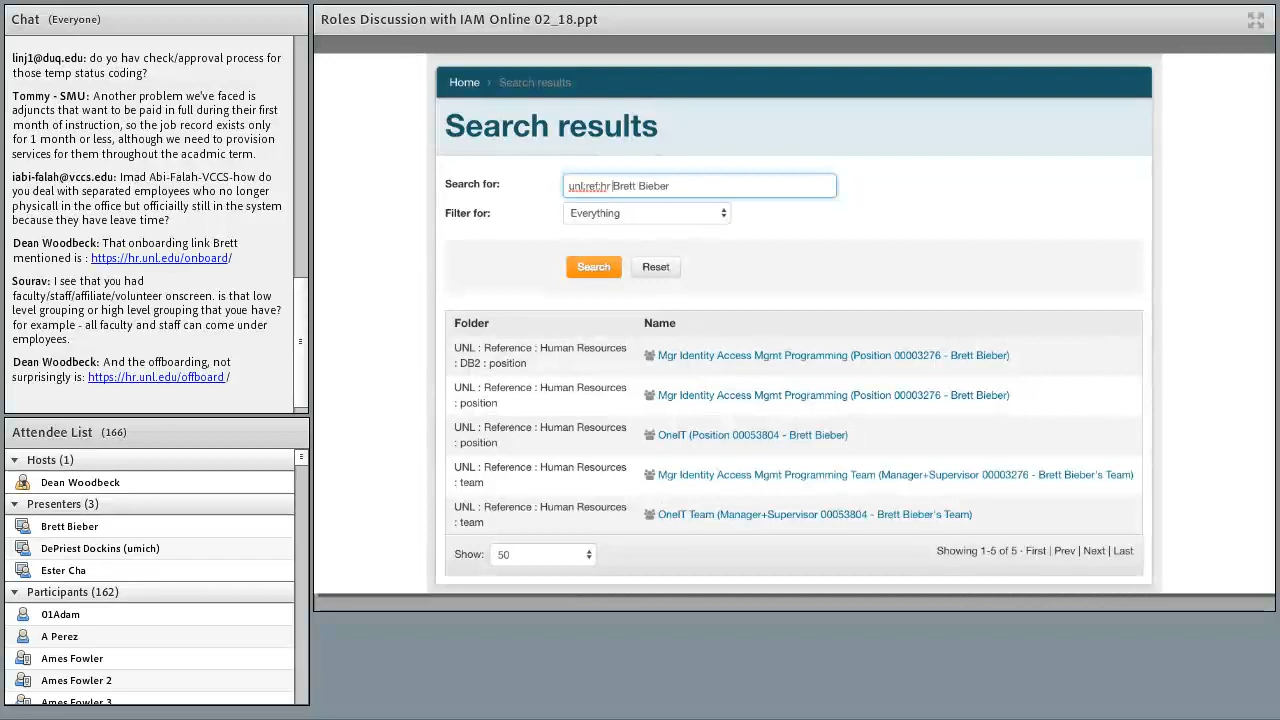 Chat (Everyone)
linj1@duq.edu: do yo hav check/approval process for
those temp status coding?
Tommy - SMU: Another problem we've faced is
adjuncts that want to be paid in full during their first
month of instruction, so the job record exists only
for 1 month or less, although we need to provision
services for them throughout the acadmic term.
iabi-falah@vccs.edu: Imad Abi-Falah-VCCS-how do
you deal with separated employees who no longer
physicall in the office but officiailly still in the system
because they have leave time?
Dean Woodbeck: That onboarding link Brett
mentioned is : https://hr.unl.edu/onboard/
Sourav: I see that you had
faculty/staff/affiliate/volunteer onscreen. is that low
level grouping or high level grouping that youe have?
for example - all faculty and staff can come under
employees.
Dean Woodbeck: And the offboarding, not
surprisingly is: https://hr.unl.edu/offboard /
Attendee List (166)
Hosts (1)
Dean Woodbeck
Presenters (3)
Brett Bieber
DePriest Dockins (umich)
Ester Cha
Participants (162)
01Adam
A Perez
Ames Fowler
Ames Fowler 2
Ames Fowler 3
Roles Discussion with IAM Online 02_18.ppt
Home › Search results
Search results
Search for: unl:ref:hr Brett Bieber
Filter for: Everything
Search Reset
Folder Name
UNL : Reference : Human Resources
: DB2 : position
Mgr Identity Access Mgmt Programming (Position 00003276 - Brett Bieber)
UNL : Reference : Human Resources
: position
Mgr Identity Access Mgmt Programming (Position 00003276 - Brett Bieber)
UNL : Reference : Human Resources
: position
OneIT (Position 00053804 - Brett Bieber)
UNL : Reference : Human Resources
: team
Mgr Identity Access Mgmt Programming Team (Manager+Supervisor 00003276 - Brett Bieber's Team)
UNL : Reference : Human Resources
: team
OneIT Team (Manager+Supervisor 00053804 - Brett Bieber's Team)
Show: 50
Showing 1-5 of 5 · First | Prev | Next | Last